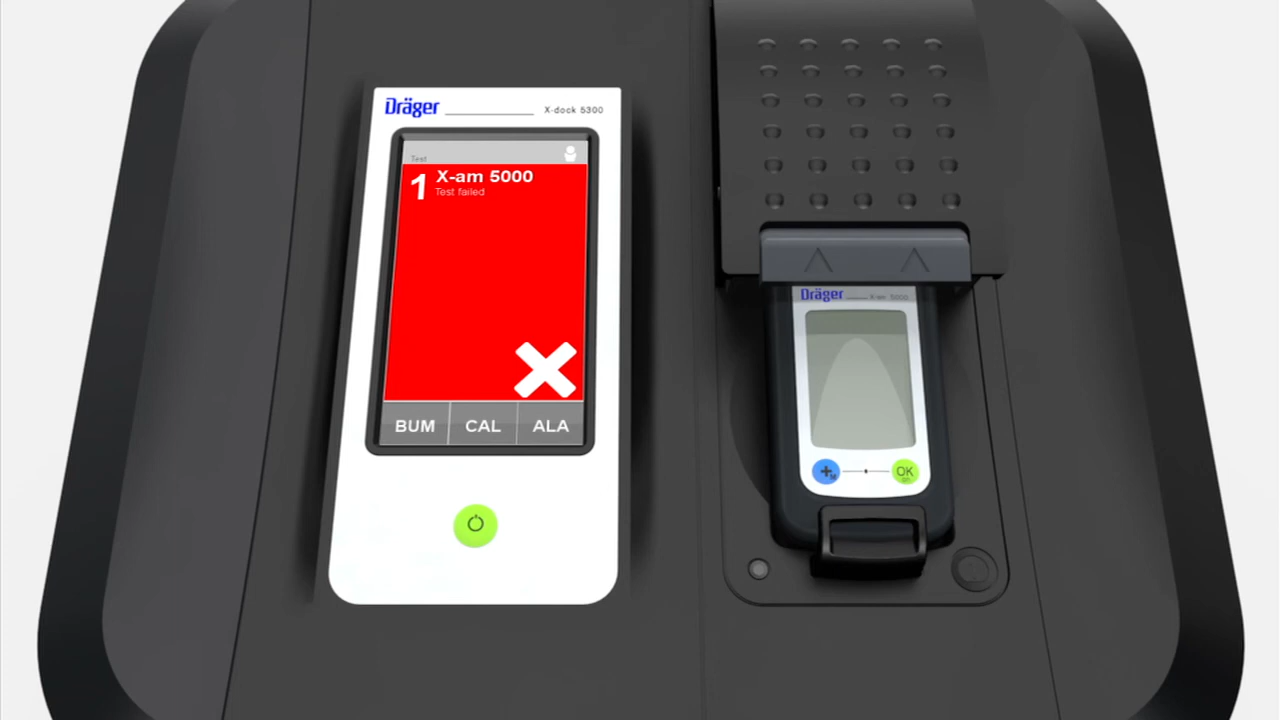 Dräger
X-dock 5300
Test
1
X-am 5000
Test failed
BUM
CAL
ALA
Dräger
X-am 5000
OK